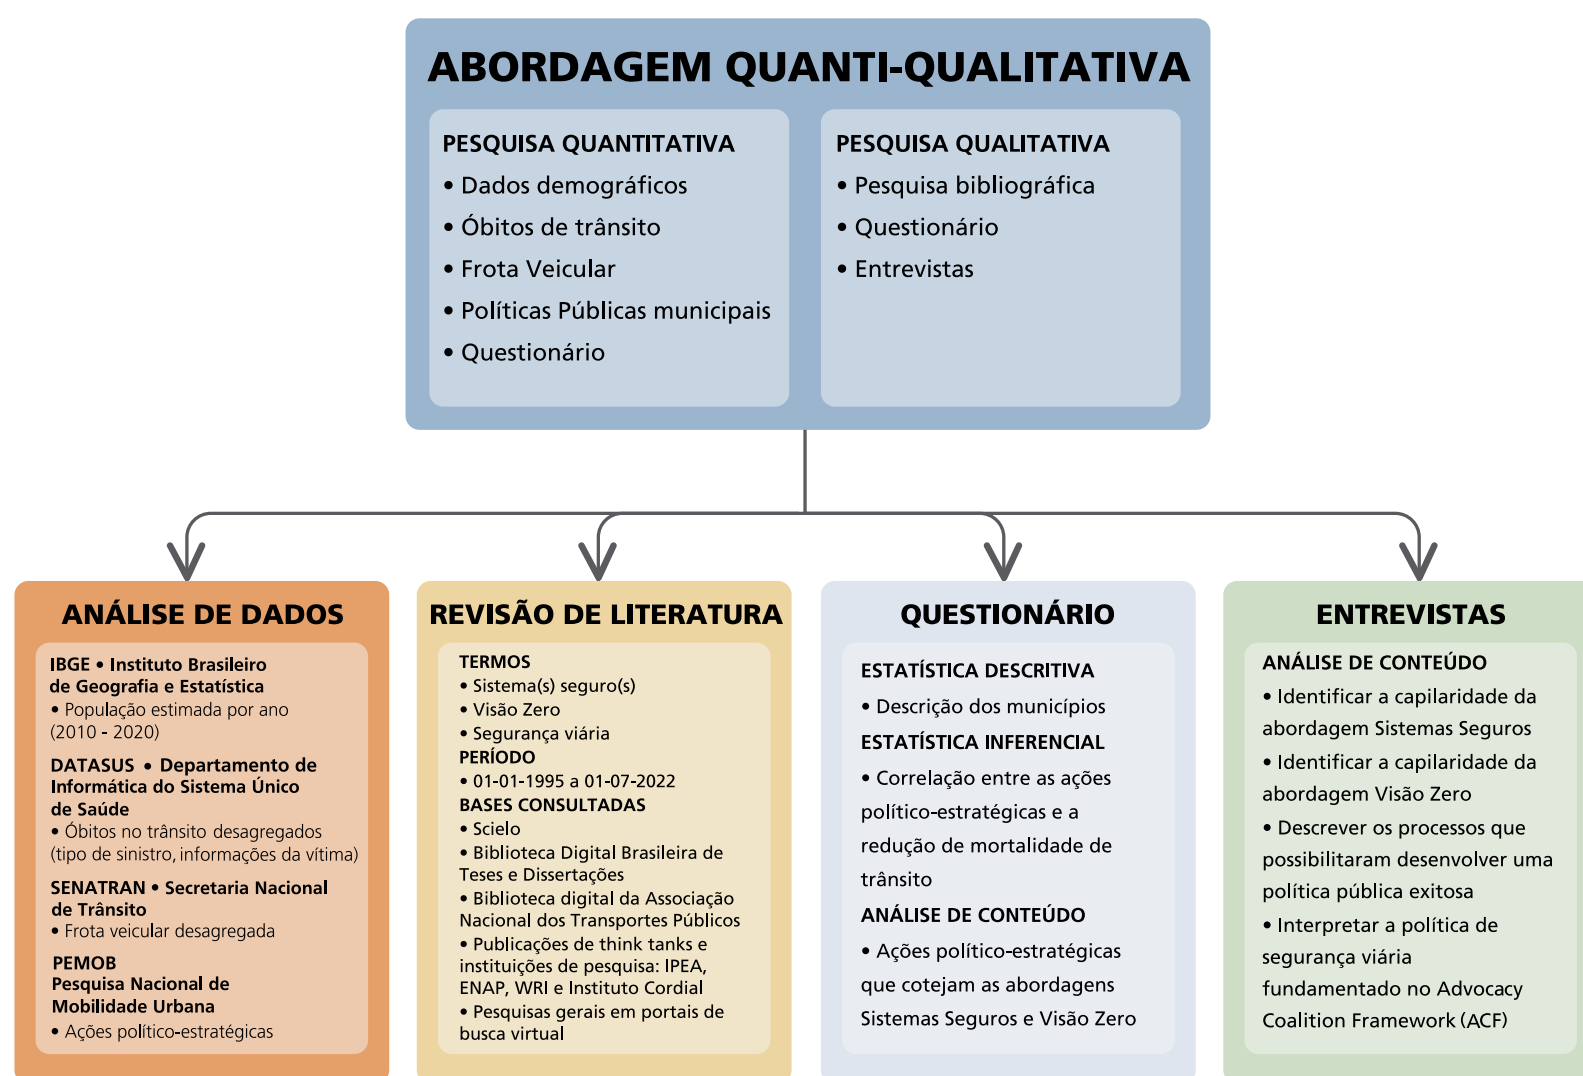 ABORDAGEM QUANTI-QUALITATIVA
PESQUISA QUANTITATIVA
• Dados demográficos
• Óbitos de trânsito
• Frota Veicular
• Políticas Públicas municipais
• Questionário
PESQUISA QUALITATIVA
• Pesquisa bibliográfica
• Questionário
• Entrevistas
ANÁLISE DE DADOS
IBGE • Instituto Brasileiro
de Geografia e Estatística
• População estimada por ano
(2010 - 2020)
DATASUS • Departamento de
Informática do Sistema Único
de Saúde
• Óbitos no trânsito desagregados
(tipo de sinistro, informações da vítima)
SENATRAN • Secretaria Nacional
de Trânsito
• Frota veicular desagregada
PEMOB
Pesquisa Nacional de
Mobilidade Urbana
• Ações político-estratégicas
REVISÃO DE LITERATURA
TERMOS
• Sistema(s) seguro(s)
• Visão Zero
• Segurança viária
PERÍODO
• 01-01-1995 a 01-07-2022
BASES CONSULTADAS
• Scielo
• Biblioteca Digital Brasileira de
Teses e Dissertações
• Biblioteca digital da Associação
Nacional dos Transportes Públicos
• Publicações de think tanks e
instituições de pesquisa: IPEA,
ENAP, WRI e Instituto Cordial
• Pesquisas gerais em portais de
busca virtual
QUESTIONÁRIO
ESTATÍSTICA DESCRITIVA
• Descrição dos municípios
ESTATÍSTICA INFERENCIAL
• Correlação entre as ações
político-estratégicas e a
redução de mortalidade de
trânsito
ANÁLISE DE CONTEÚDO
• Ações político-estratégicas
que cotejam as abordagens
Sistemas Seguros e Visão Zero
ENTREVISTAS
ANÁLISE DE CONTEÚDO
• Identificar a capilaridade da
abordagem Sistemas Seguros
• Identificar a capilaridade da
abordagem Visão Zero
• Descrever os processos que
possibilitaram desenvolver uma
política pública exitosa
• Interpretar a política de
segurança viária
fundamentado no Advocacy
Coalition Framework (ACF)